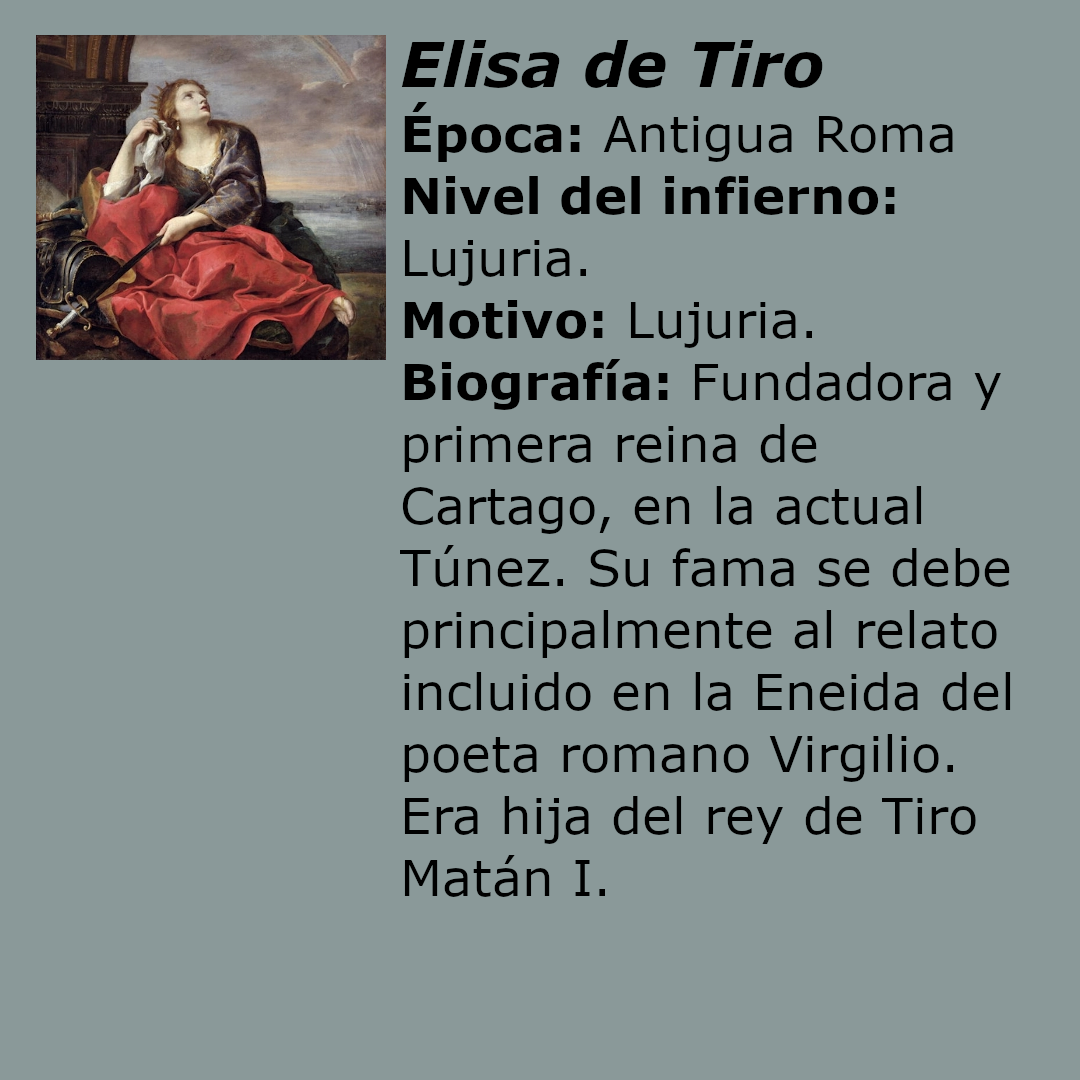 Elisa de Tiro
Época: Antigua Roma
Nivel del infierno:
Lujuria.
Motivo: Lujuria.
Biografía: Fundadora y
primera reina de
Cartago, en la actual
Túnez. Su fama se debe
principalmente al relato
incluido en la Eneida del
poeta romano Virgilio.
Era hija del rey de Tiro
Matán I.